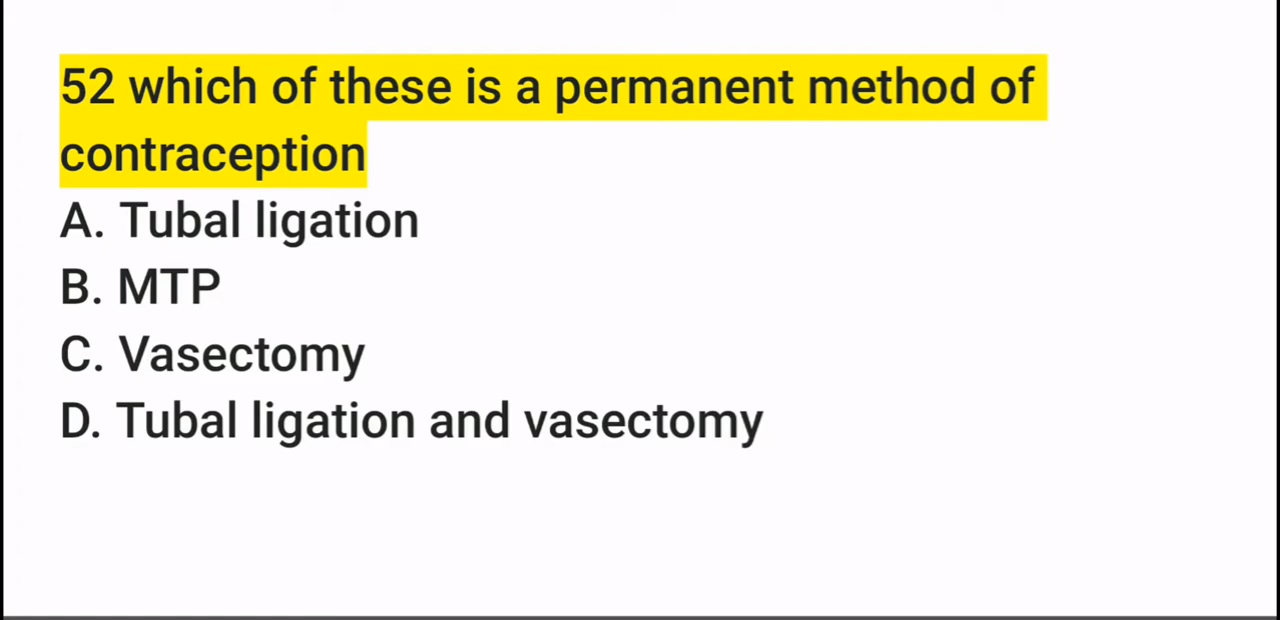 52 which of these is a permanent method of
contraception
A. Tubal ligation
B. MTP
C. Vasectomy
D. Tubal ligation and vasectomy